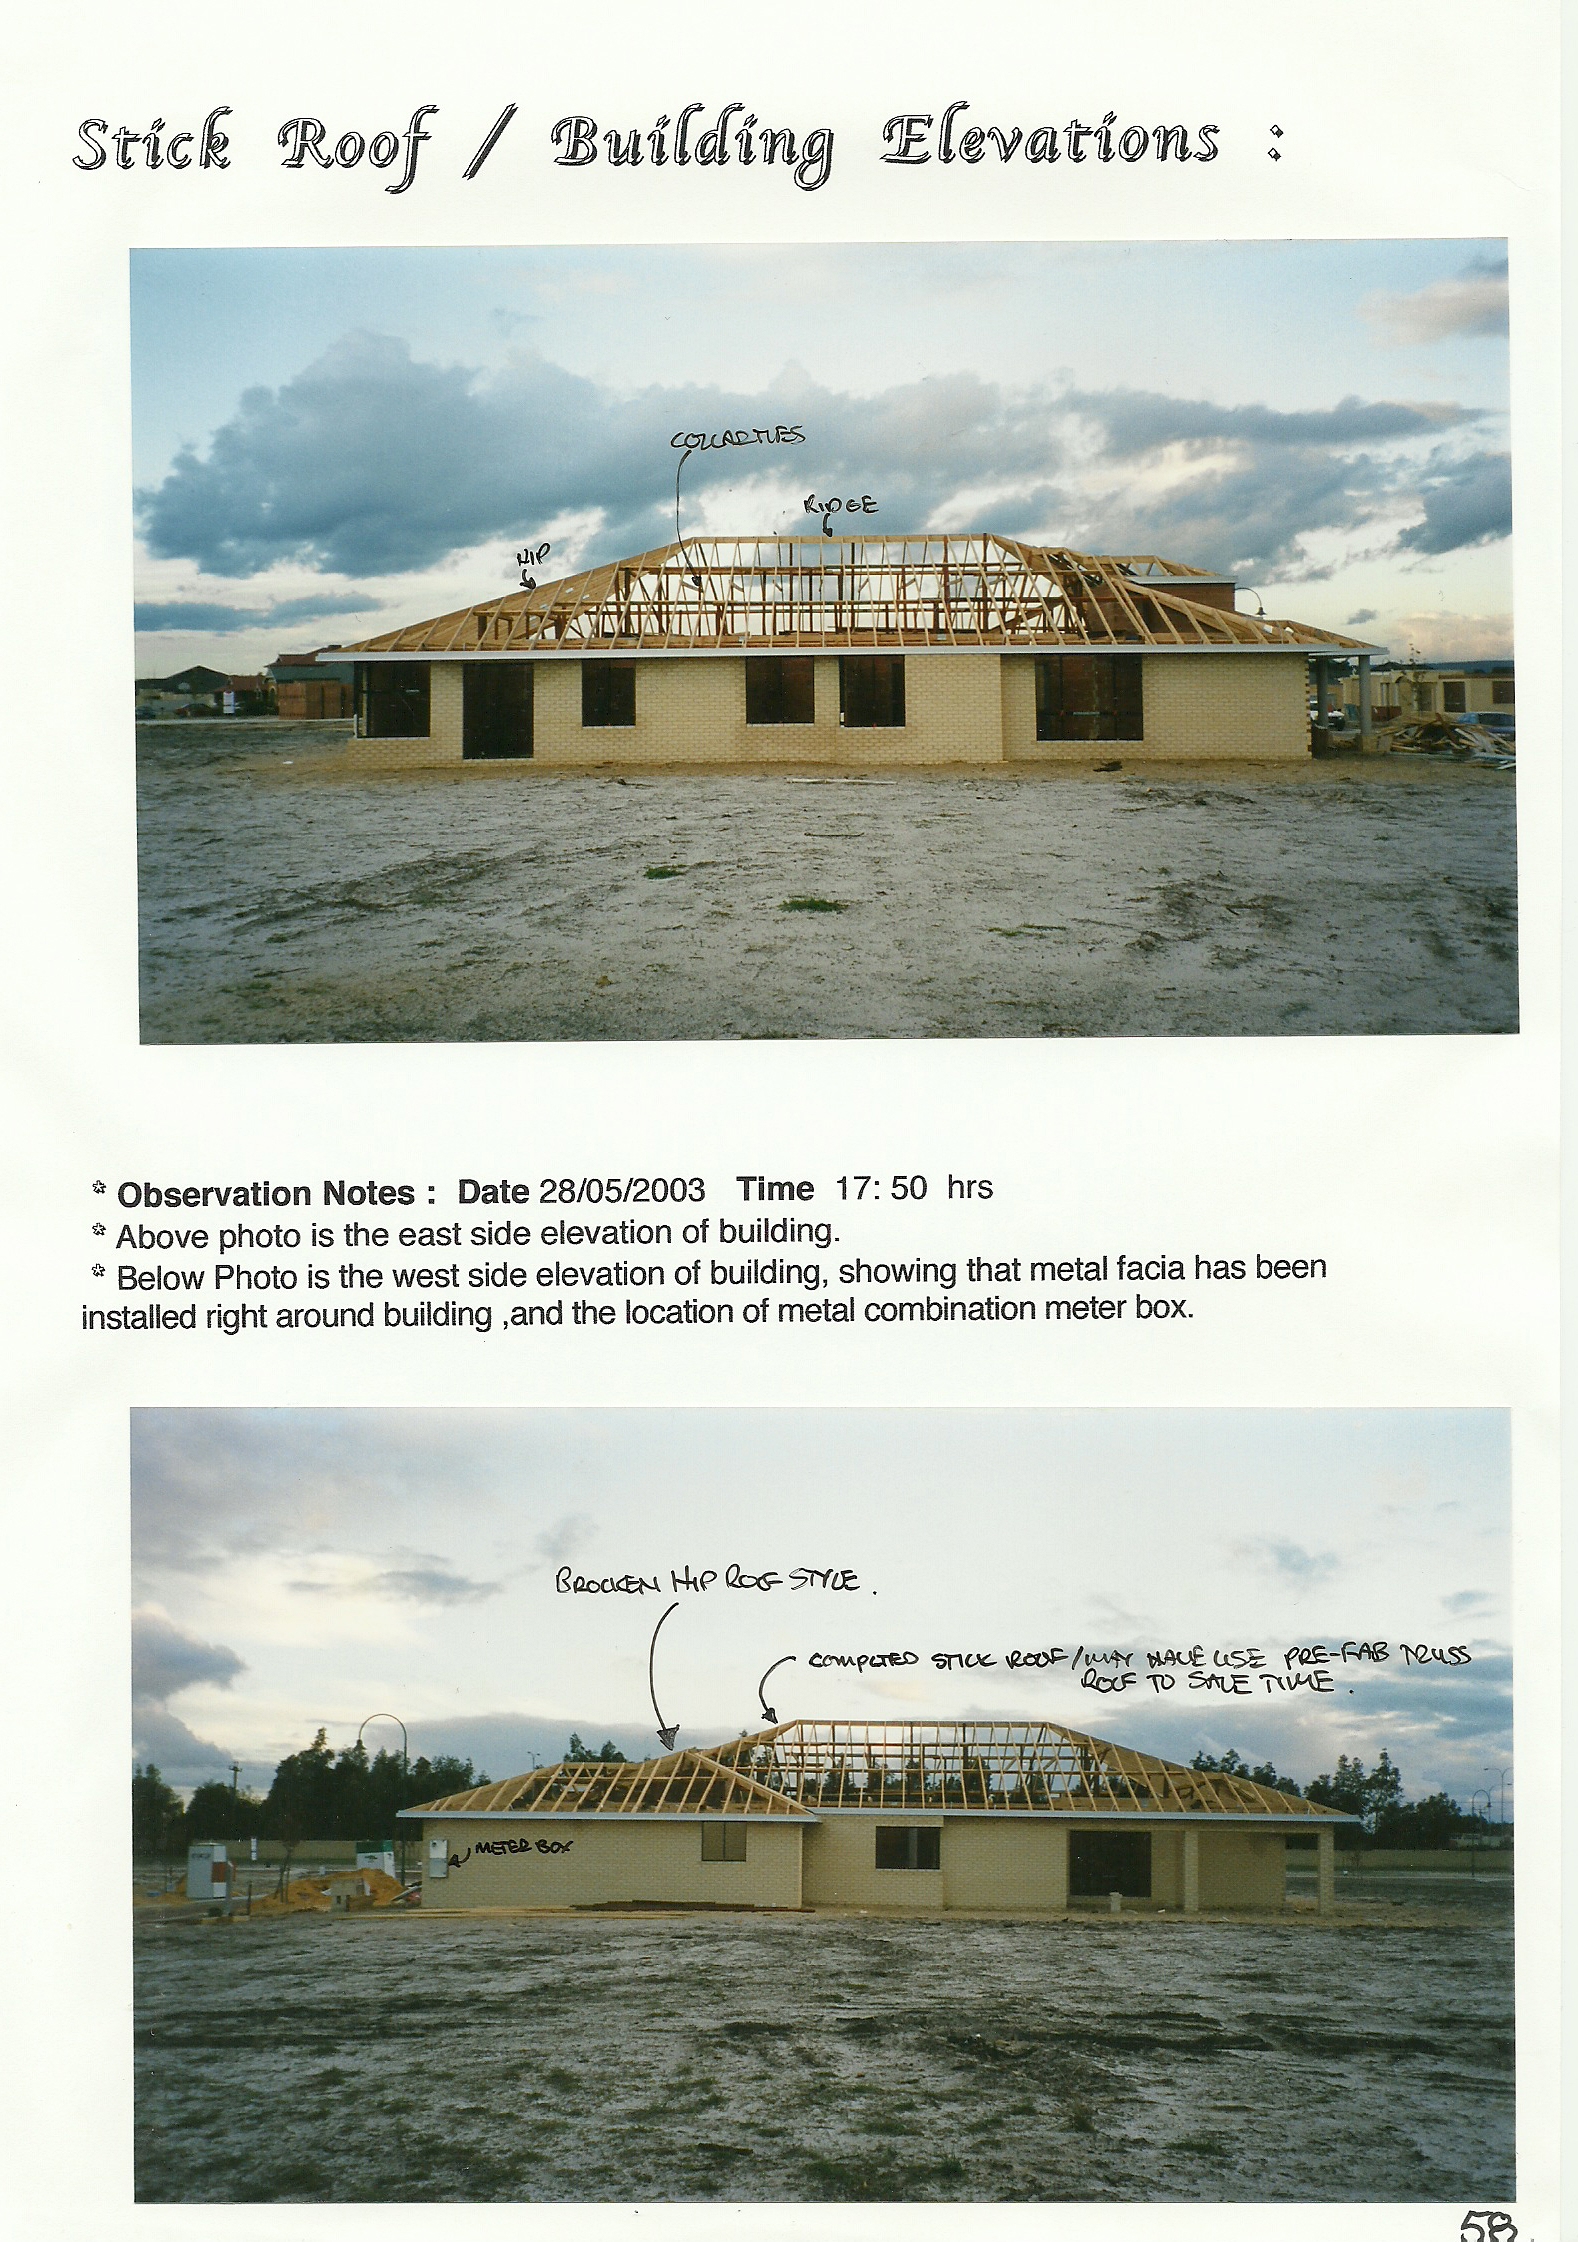 Stick Roof / Building Elevations :
COLLARTIES
RIDGE
HIP
* Observation Notes : Date 28/05/2003 Time 17: 50 hrs
* Above photo is the east side elevation of building.
* Below Photo is the west side elevation of building, showing that metal facia has been
installed right around building ,and the location of metal combination meter box.
BROCKEN HIP ROOF STYLE .
COMPLTED STICK ROOF/MAY HAVE USE PRE-FAB TRUSS
ROOF TO SAVE TIME .
METER BOX
58